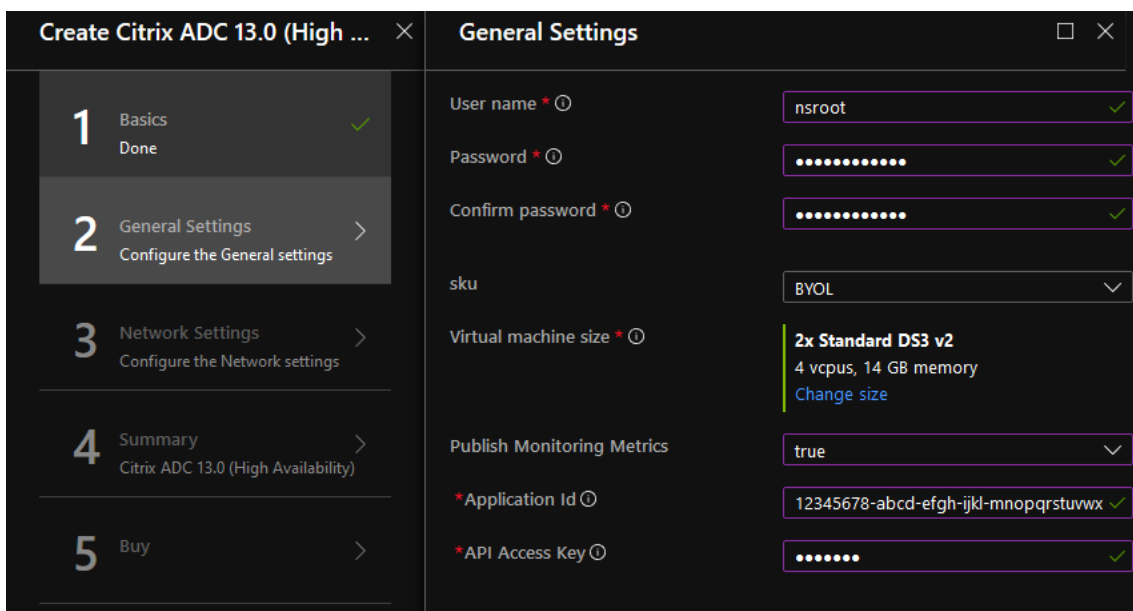 Create Citrix ADC 13.0 (High ...
1
Basics
Done
2
General Settings
Configure the General settings
3
Network Settings
Configure the Network settings
4
Summary
Citrix ADC 13.0 (High Availability)
5
Buy
General Settings
User name *
nsroot
Password *
••••••••••••
Confirm password *
••••••••••••
sku
BYOL
Virtual machine size *
2x Standard DS3 v2
4 vcpus, 14 GB memory
Change size
Publish Monitoring Metrics
true
*Application Id
12345678-abcd-efgh-ijkl-mnopqrstuvwx
*API Access Key
•••••••